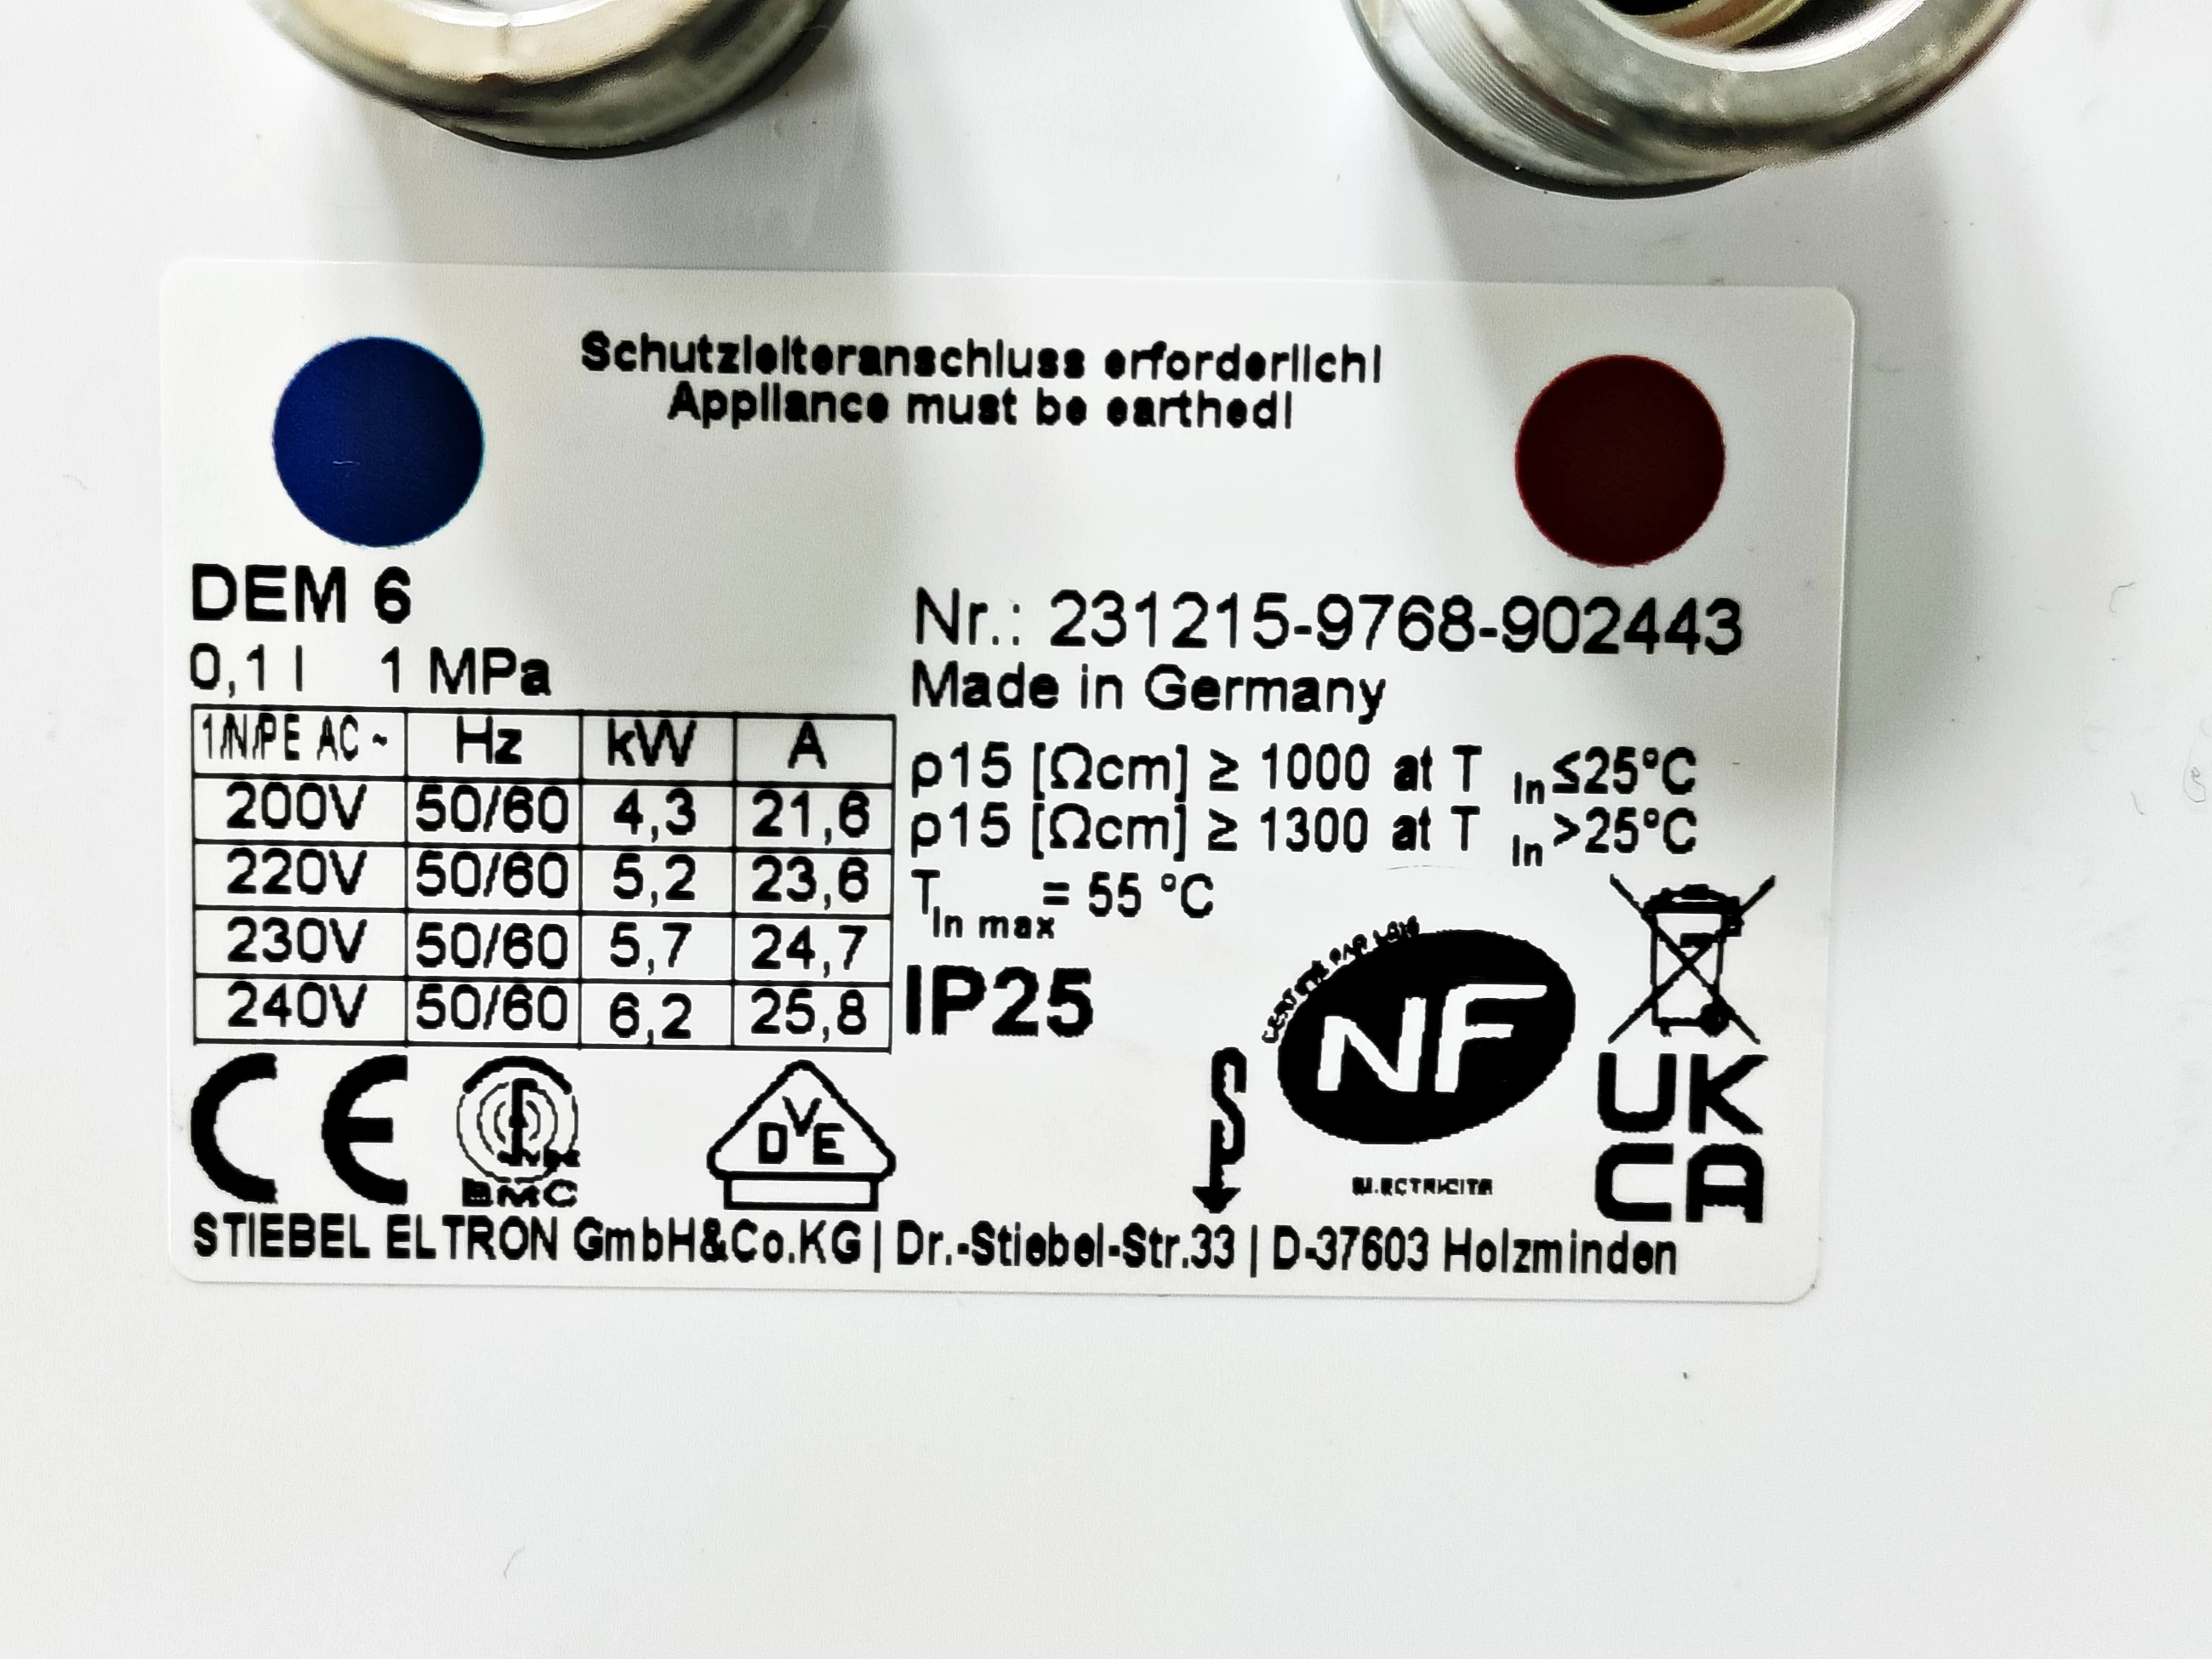 Schutzleiteranschluss erforderlich!
Appliance must be earthed!
DEM 6
0,1 l 1 MPa
Nr.: 231215-9768-902443
Made in Germany
1/N/PE AC ~ Hz kW A
200V 50/60 4,3 21,6
220V 50/60 5,2 23,6
230V 50/60 5,7 24,7
240V 50/60 6,2 25,8
ρ15 [Ωcm] ≥ 1000 at T In ≤25°C
ρ15 [Ωcm] ≥ 1300 at T In >25°C
T In max = 55 °C
IP25
CE
DVE
NF
UK
CA
STIEBEL ELTRON GmbH&Co.KG | Dr.-Stiebel-Str.33 | D-37603 Holzminden